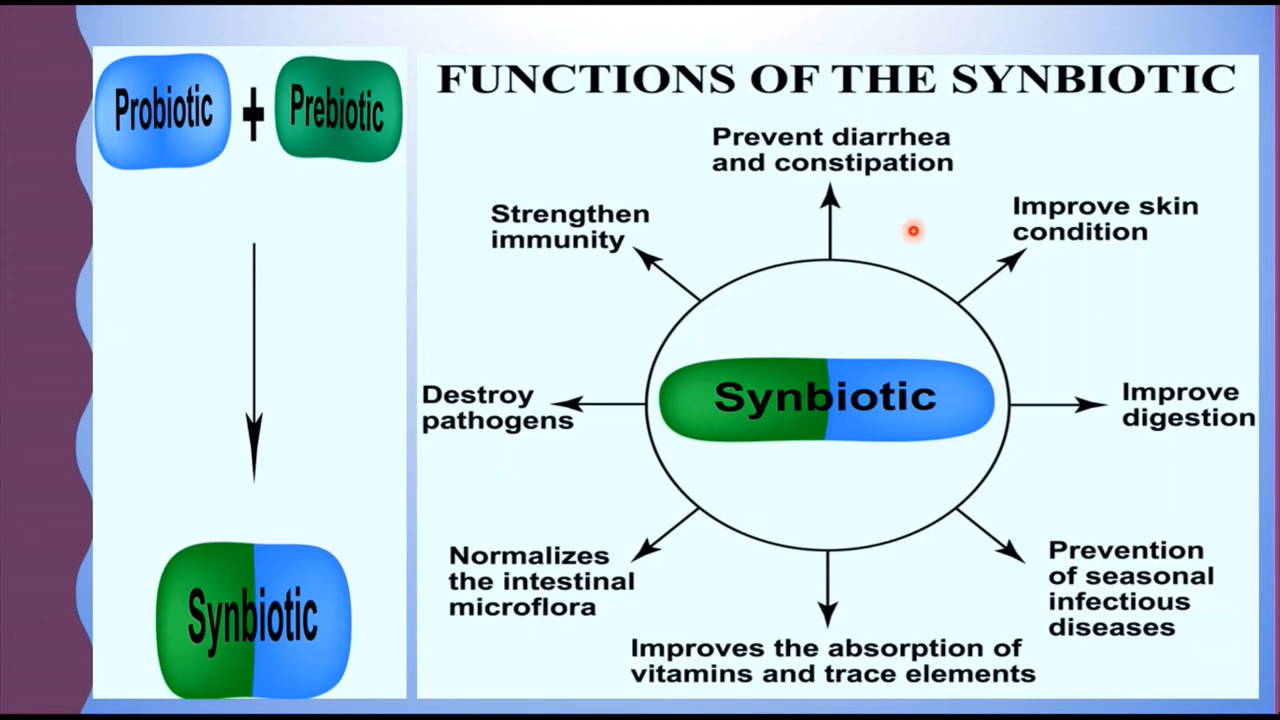 Probiotic + Prebiotic
Synbiotic
FUNCTIONS OF THE SYNBIOTIC
Prevent diarrhea
and constipation
Improve skin
condition
Strengthen
immunity
Synbiotic
Improve
digestion
Destroy
pathogens
Normalizes
the intestinal
microflora
Prevention
of seasonal
infectious
diseases
Improves the absorption of
vitamins and trace elements